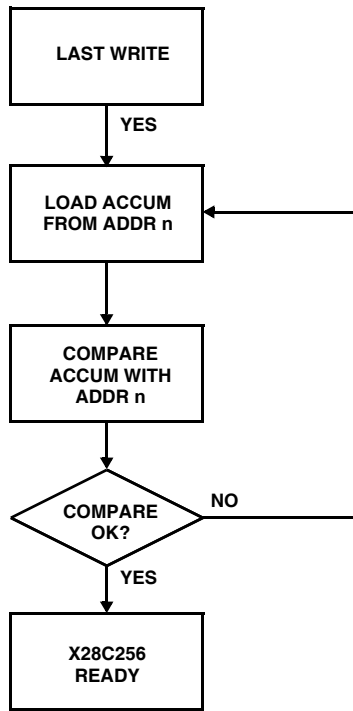 LAST WRITE
YES
LOAD ACCUM
FROM ADDR n
COMPARE
ACCUM WITH
ADDR n
COMPARE
OK?
NO
YES
X28C256
READY